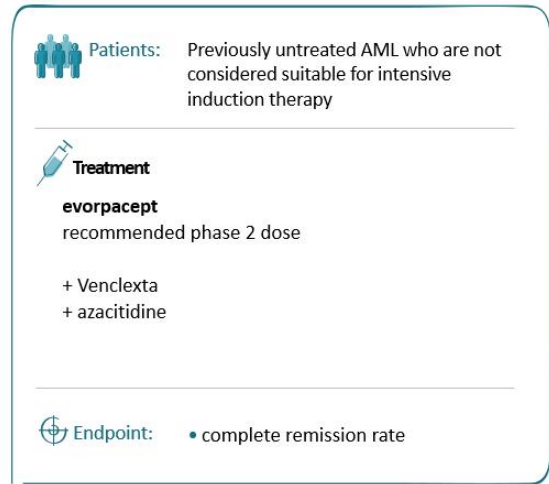 Patients: Previously untreated AML who are not
considered suitable for intensive
induction therapy
Treatment
evorpacept
recommended phase 2 dose
+ Venclexta
+ azacitidine
Endpoint: • complete remission rate